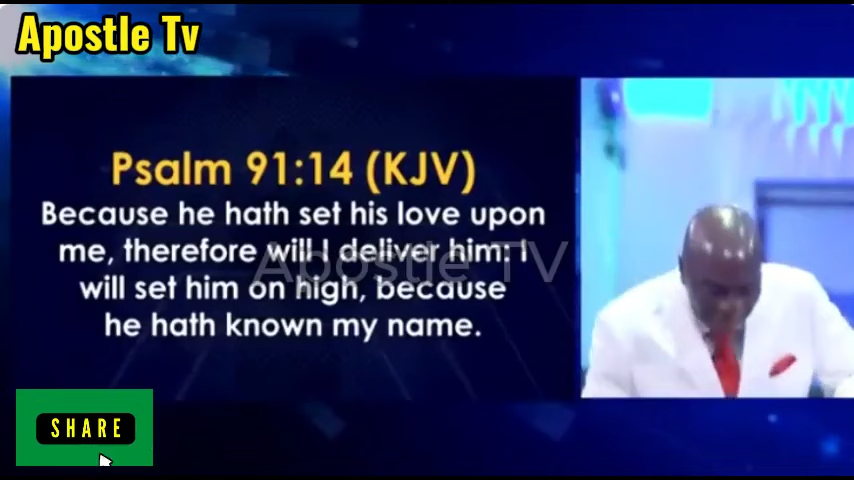 Apostle Tv
Psalm 91:14 (KJV)
Because he hath set his love upon
me, therefore will I deliver him: I
will set him on high, because
he hath known my name.
Apostle TV
SHARE